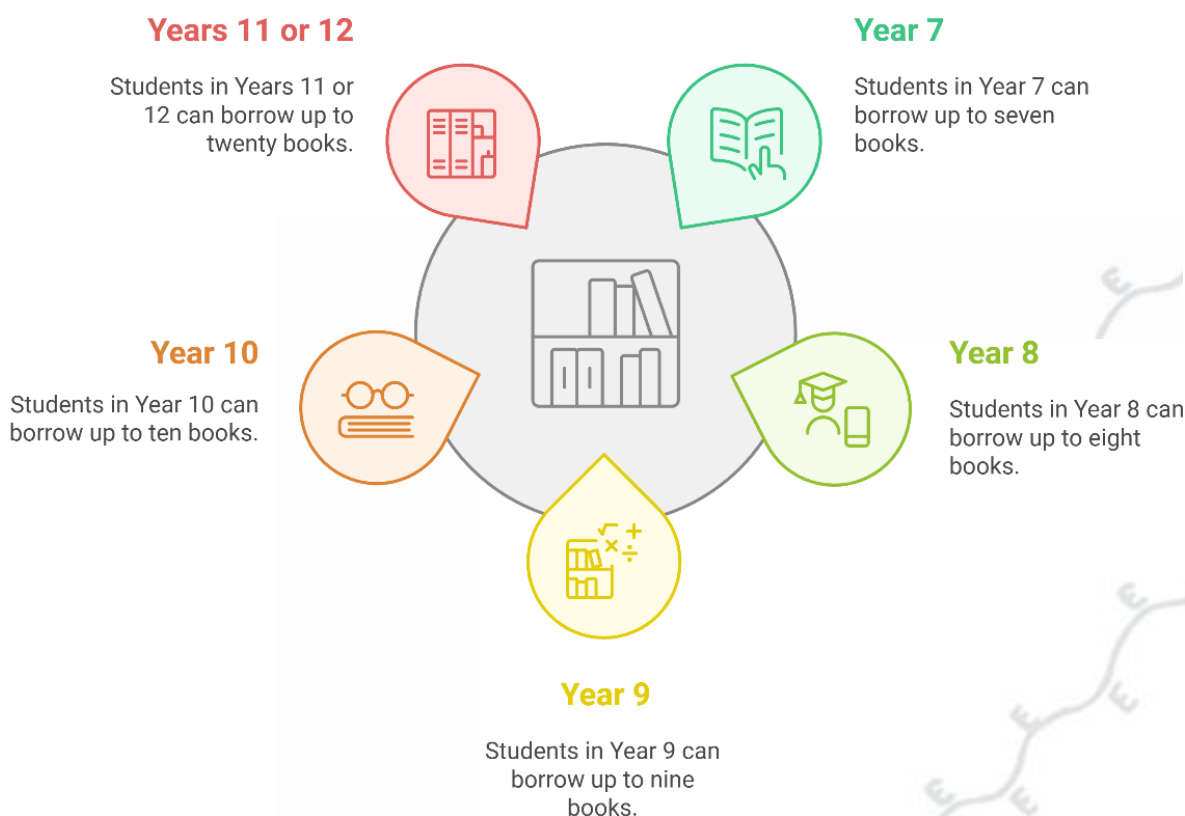 Years 11 or 12
Students in Years 11 or
12 can borrow up to
twenty books.
Year 7
Students in Year 7 can
borrow up to seven
books.
Year 10
Students in Year 10 can
borrow up to ten books.
Year 8
Students in Year 8 can
borrow up to eight
books.
Year 9
Students in Year 9 can
borrow up to nine
books.